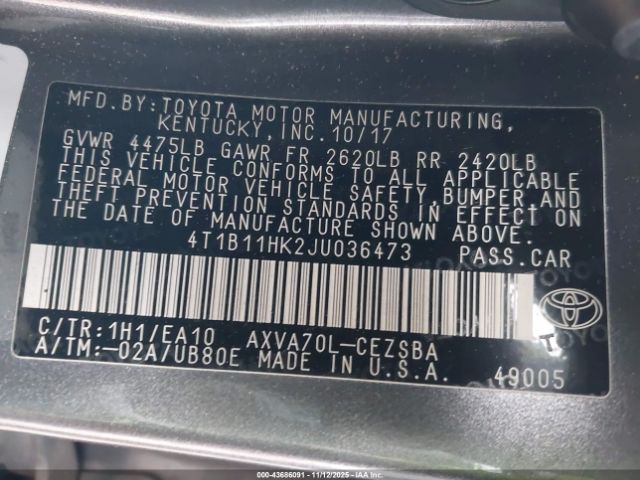 MFD.BY:TOYOTA MOTOR MANUFACTURING,
KENTUCKY,INC.10/17
GVWR 4475LB GAWR FR 2620LB RR 2420LB
THIS VEHICLE CONFORMS TO ALL APPLICABLE
FEDERAL MOTOR VEHICLE SAFETY,BUMPER,AND
THEFT PREVENTION STANDARDS IN EFFECT ON
THE DATE OF MANUFACTURE SHOWN ABOVE.
4T1B11HK2JU036473 PASS.CAR
C/TR:1H1/EA10 AXVA70L-CEZSBA
A/TM:-02A/UB80E MADE IN U.S.A. 49005
IAA -- 43686091 - 11/12/2025 - IAAI.COM